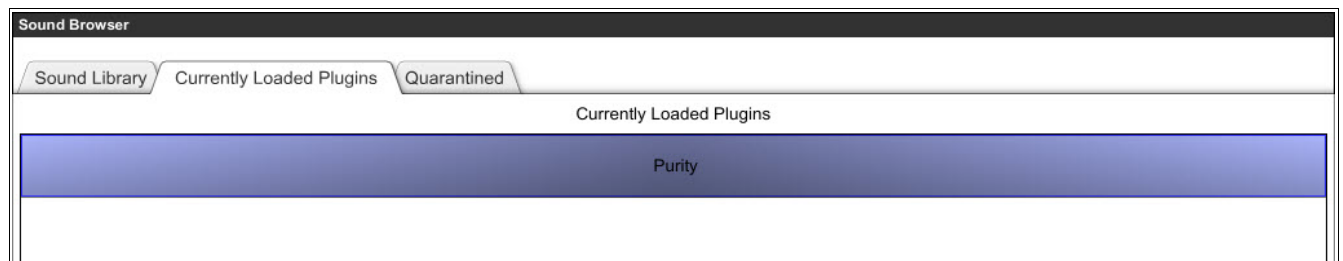 Sound Browser
Sound Library Currently Loaded Plugins Quarantined
Currently Loaded Plugins
Purity